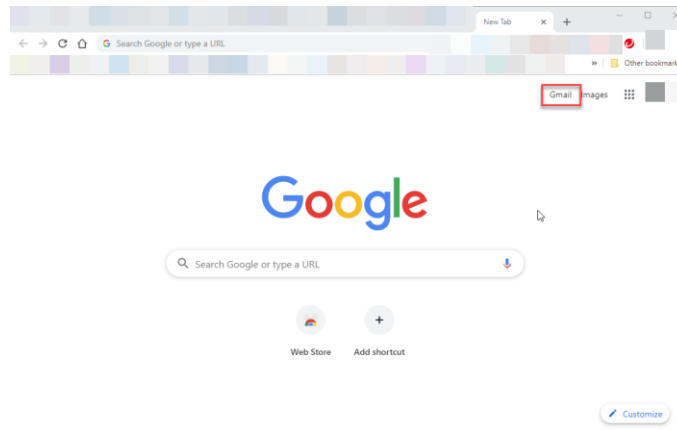 New Tab
Search Google or type a URL
» Other bookmark
Gmail Images
Google
Search Google or type a URL
Web Store Add shortcut
Customize